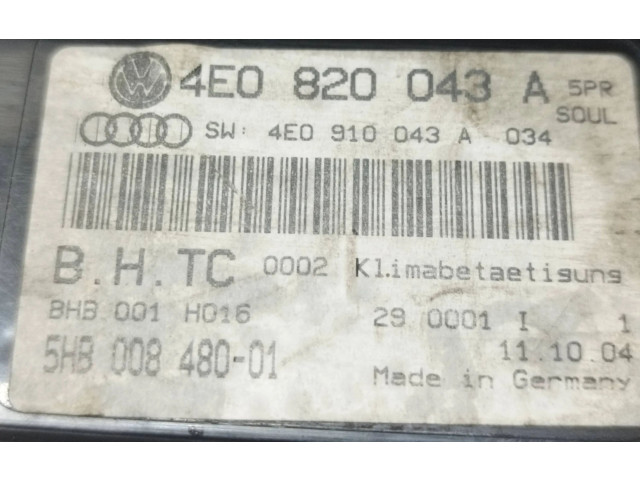 4E0 820 043 A 5PR
SOUL
SW: 4E0 910 043 A 034
B.H.TC 0002 Klimabetaetigung
BHB 001 H016 29 0001 I 1
5HB 008 480-01 11.10.04
Made in Germany